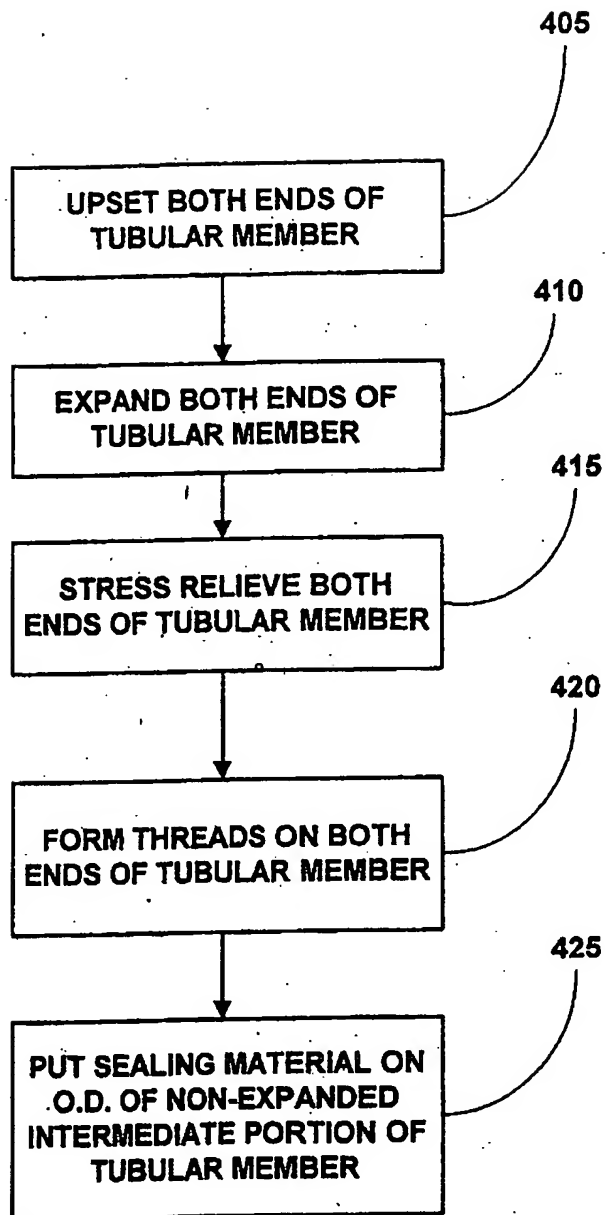 405
UPSET BOTH ENDS OF
TUBULAR MEMBER
410
EXPAND BOTH ENDS OF
TUBULAR MEMBER
415
STRESS RELIEVE BOTH
ENDS OF TUBULAR MEMBER
420
FORM THREADS ON BOTH
ENDS OF TUBULAR MEMBER
425
PUT SEALING MATERIAL ON
O.D. OF NON-EXPANDED
INTERMEDIATE PORTION OF
TUBULAR MEMBER